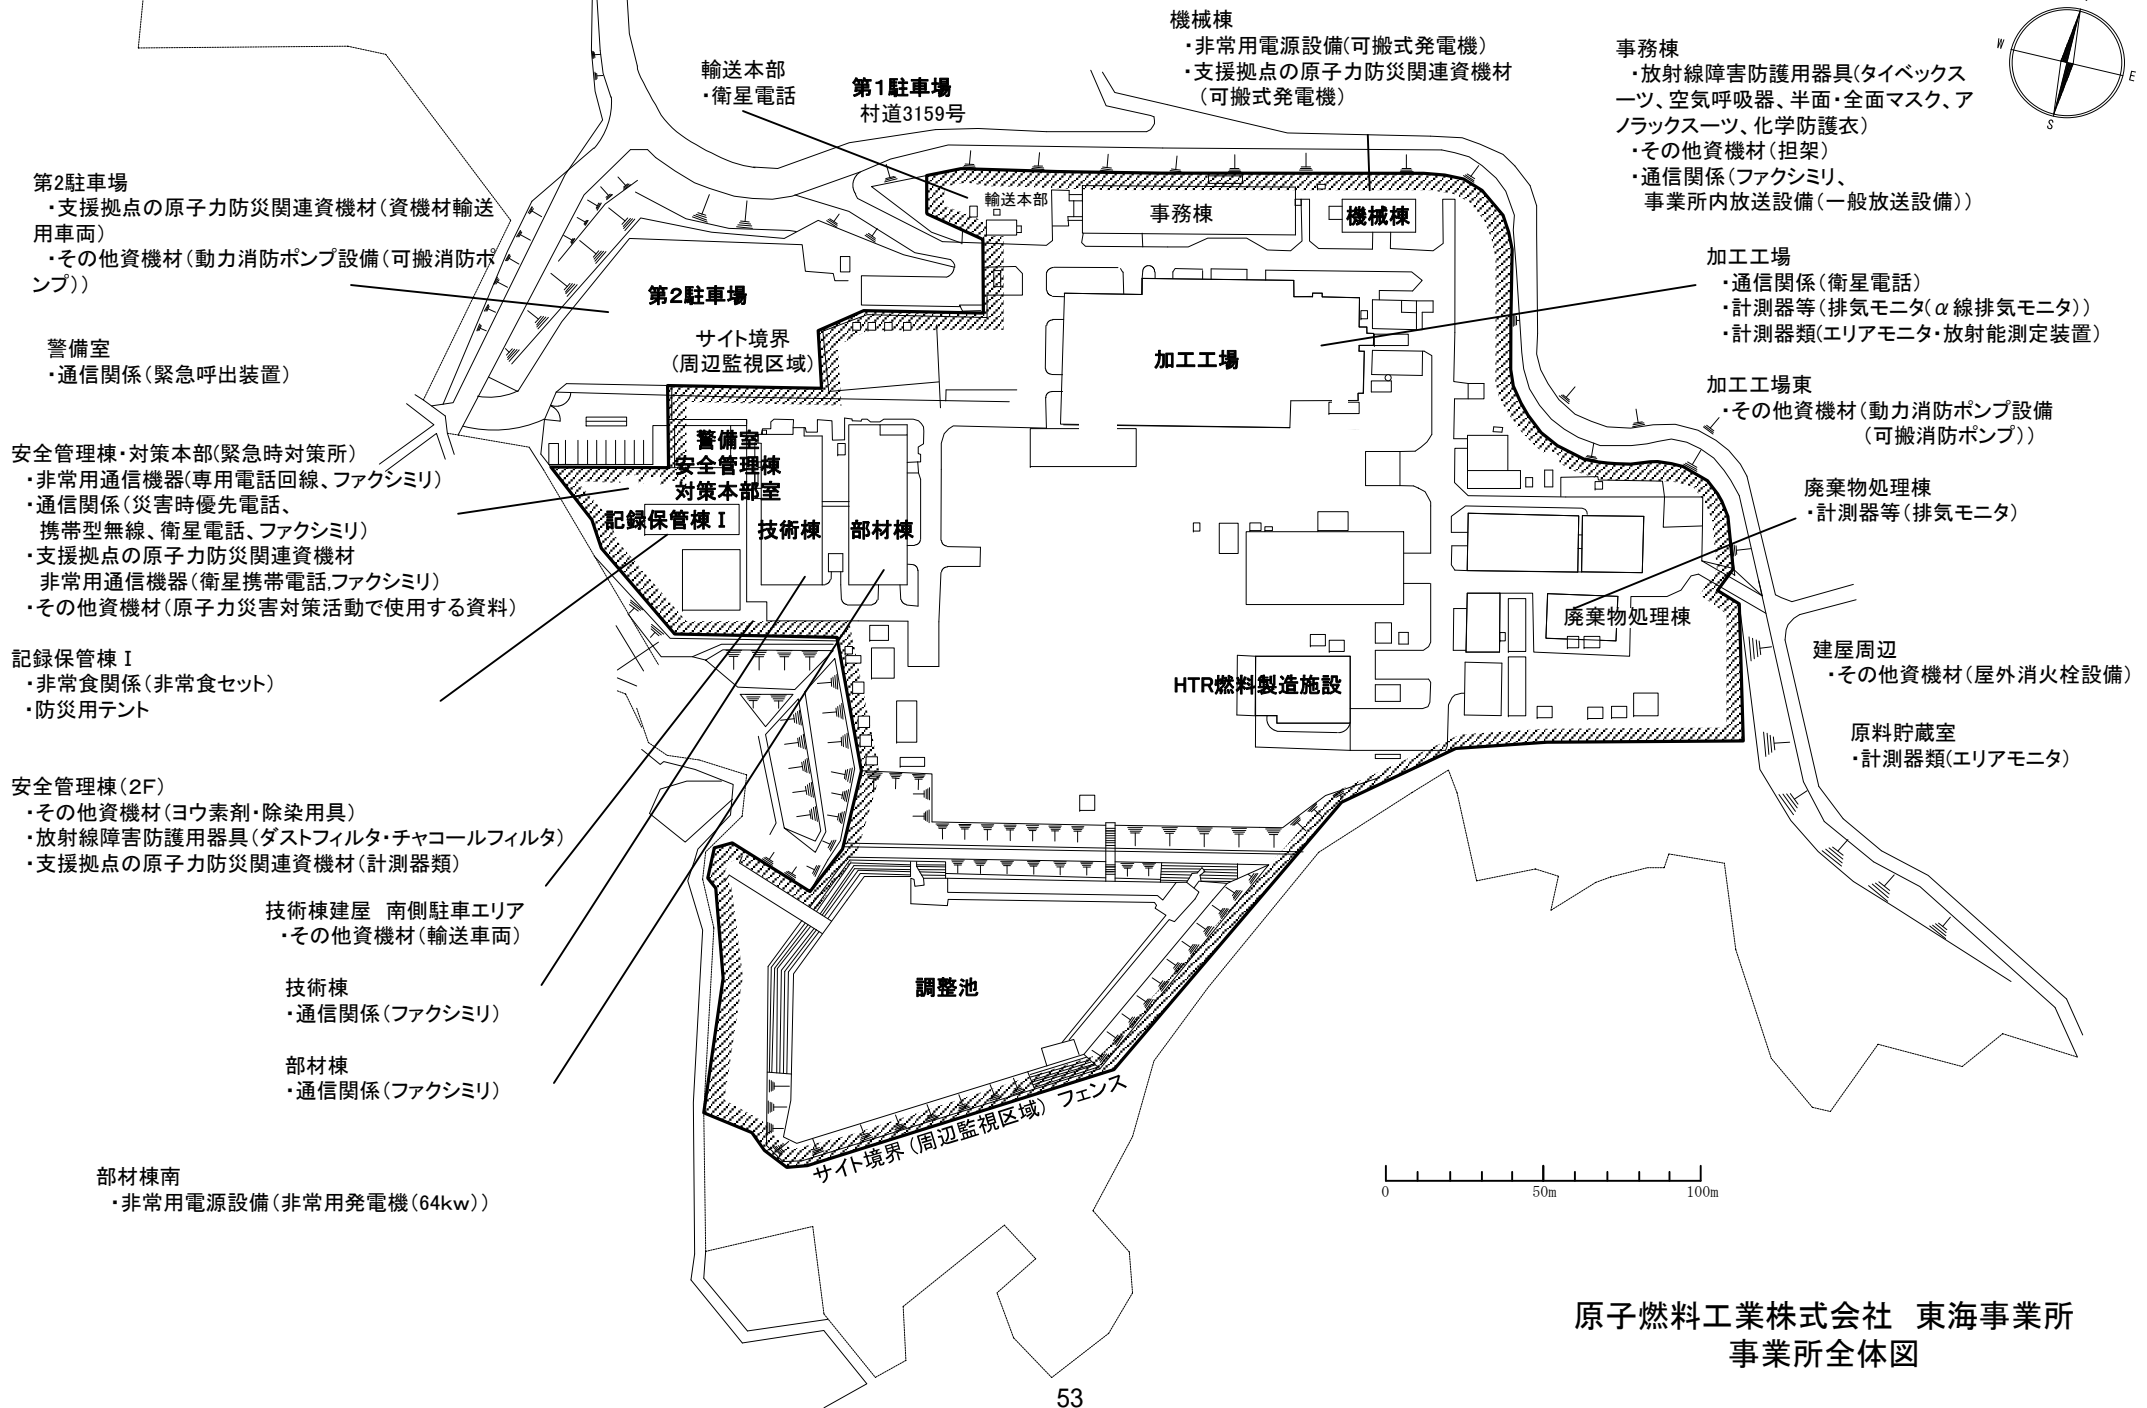 輸送本部
・衛星電話
第1駐車場
村道3159号
機械棟
・非常用電源設備(可搬式発電機)
・支援拠点の原子力防災関連資機材
(可搬式発電機)
事務棟
・放射線障害防護用器具(タイベックス
ーツ、空気呼吸器、半面・全面マスク、ア
ノラックスーツ、化学防護衣)
・その他資機材(担架)
・通信関係(ファクシミリ、
事業所内放送設備(一般放送設備))
W
E
S
第2駐車場
・支援拠点の原子力防災関連資機材(資機材輸送
用車両)
・その他資機材(動力消防ポンプ設備(可搬消防ポ
ンプ))
警備室
・通信関係(緊急呼出装置)
安全管理棟・対策本部(緊急時対策所)
・非常用通信機器(専用電話回線、ファクシミリ)
・通信関係(災害時優先電話、
携帯型無線、衛星電話、ファクシミリ)
・支援拠点の原子力防災関連資機材
非常用通信機器(衛星携帯電話,ファクシミリ)
・その他資機材(原子力災害対策活動で使用する資料)
記録保管棟Ⅰ
・非常食関係(非常食セット)
・防災用テント
安全管理棟(2F)
・その他資機材(ヨウ素剤・除染用具)
・放射線障害防護用器具(ダストフィルタ・チャコールフィルタ)
・支援拠点の原子力防災関連資機材(計測器類)
技術棟建屋 南側駐車エリア
・その他資機材(輸送車両)
技術棟
・通信関係(ファクシミリ)
部材棟
・通信関係(ファクシミリ)
部材棟南
・非常用電源設備(非常用発電機(64kw))
輸送本部
事務棟
機械棟
第2駐車場
サイト境界
(周辺監視区域)
加工工場
警備室
安全管理棟
対策本部室
記録保管棟Ⅰ
技術棟
部材棟
廃棄物処理棟
HTR燃料製造施設
調整池
サイト境界(周辺監視区域) フェンス
加工工場
・通信関係(衛星電話)
・計測器等(排気モニタ(α線排気モニタ))
・計測器類(エリアモニタ・放射能測定装置)
加工工場東
・その他資機材(動力消防ポンプ設備
(可搬消防ポンプ))
廃棄物処理棟
・計測器等(排気モニタ)
建屋周辺
・その他資機材(屋外消火栓設備)
原料貯蔵室
・計測器類(エリアモニタ)
0 50m 100m
原子燃料工業株式会社 東海事業所
事業所全体図
53